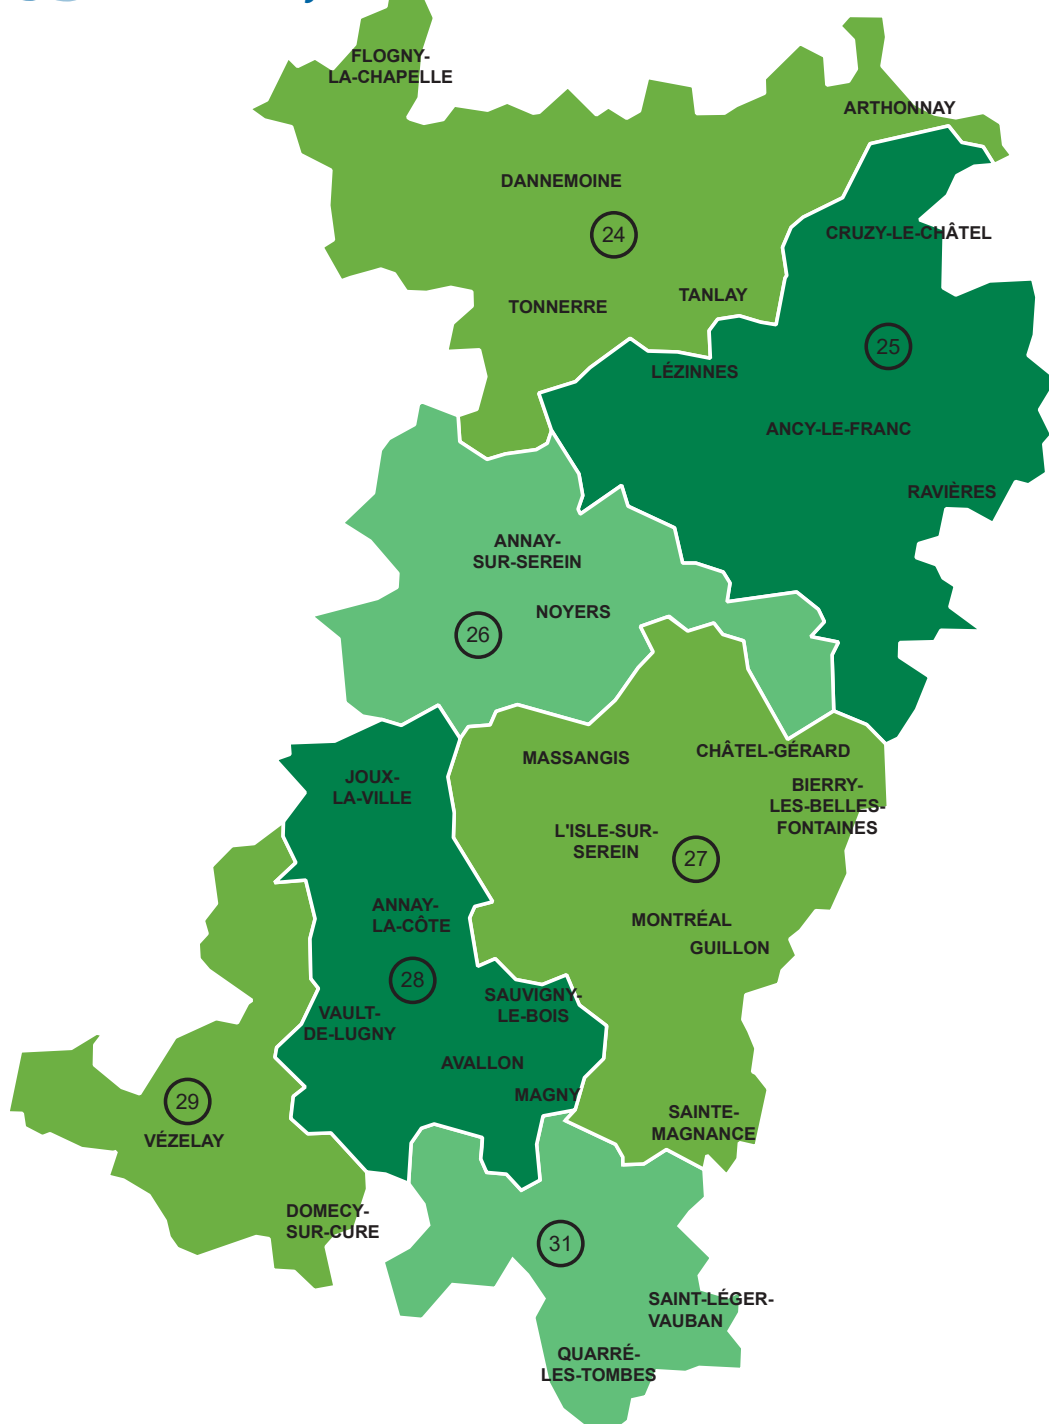 FLOGNY-
LA-CHAPELLE
ARTHONNAY
DANNEMOINE
24
CRUZY-LE-CHÂTEL
TONNERRE
TANLAY
25
LÉZINNES
ANCY-LE-FRANC
RAVIÈRES
ANNAY-
SUR-SEREIN
NOYERS
26
MASSANGIS
CHÂTEL-GÉRARD
JOUX-
LA-VILLE
BIERRY-
LES-BELLES-
FONTAINES
L'ISLE-SUR-
SEREIN
27
ANNAY-
LA-CÔTE
MONTRÉAL
GUILLON
28
SAUVIGNY-
LE-BOIS
VAULT-
DE-LUGNY
AVALLON
MAGNY
29
VÉZELAY
SAINTE-
MAGNANCE
DOMECY-
SUR-CURE
31
SAINT-LÉGER-
VAUBAN
QUARRÉ-
LES-TOMBES